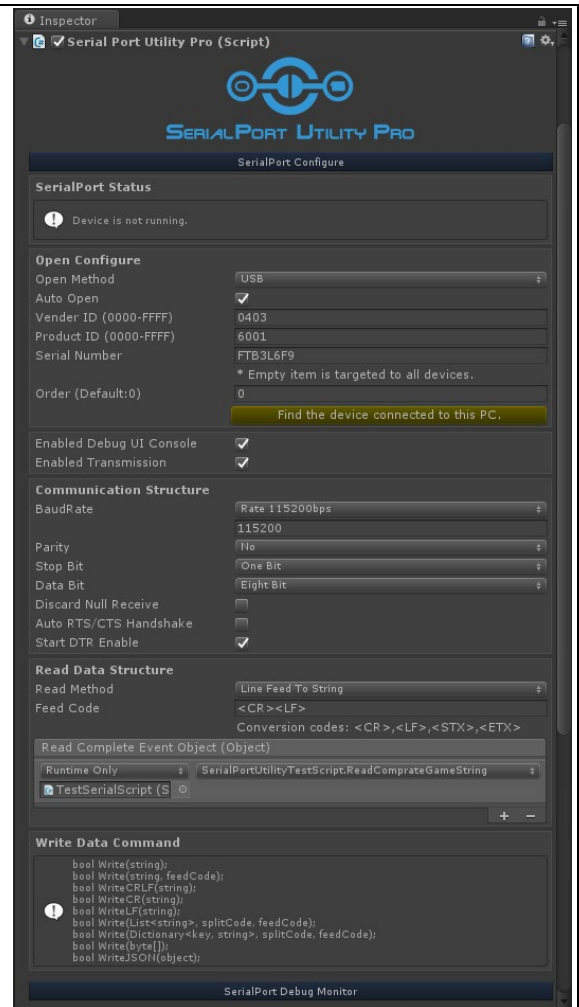 Inspector
Serial Port Utility Pro (Script)
SERIALPORT UTILITY PRO
SerialPort Configure
SerialPort Status
Device is not running.
Open Configure
Open Method USB
Auto Open
Vender ID (0000-FFFF) 0403
Product ID (0000-FFFF) 6001
Serial Number FTB3L6F9
* Empty item is targeted to all devices.
Order (Default:0) 0
Find the device connected to this PC.
Enabled Debug UI Console
Enabled Transmission
Communication Structure
BaudRate Rate 115200bps
115200
Parity No
Stop Bit One Bit
Data Bit Eight Bit
Discard Null Receive
Auto RTS/CTS Handshake
Start DTR Enable
Read Data Structure
Read Method Line Feed To String
Feed Code <CR><LF>
Conversion codes: <CR>,<LF>,<STX>,<ETX>
Read Complete Event Object (Object)
Runtime Only SerialPortUtilityTestScript.ReadComprateGameString
TestSerialScript (S
+ −
Write Data Command
bool Write(string);
bool Write(string, feedCode);
bool WriteCRLF(string);
bool WriteCR(string);
bool WriteLF(string);
bool Write(List<string>, splitCode, feedCode);
bool Write(Dictionary<key, string>, splitCode, feedCode);
bool Write(byte[]);
bool WriteJSON(object);
SerialPort Debug Monitor